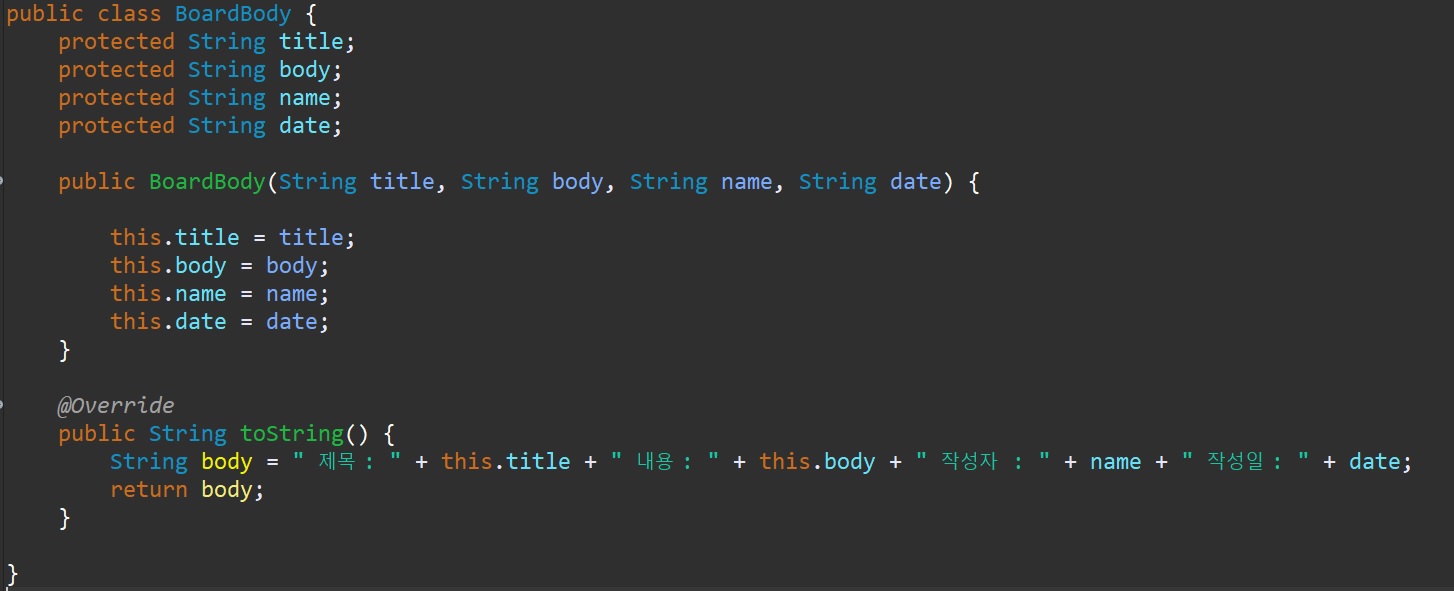 public class BoardBody {
    protected String title;
    protected String body;
    protected String name;
    protected String date;
    public BoardBody(String title, String body, String name, String date) {
        this.title = title;
        this.body = body;
        this.name = name;
        this.date = date;
    }
    @Override
    public String toString() {
        String body = " 제목 : " + this.title + " 내용 : " + this.body + " 작성자 : " + name + " 작성일 : " + date;
        return body;
    }
}